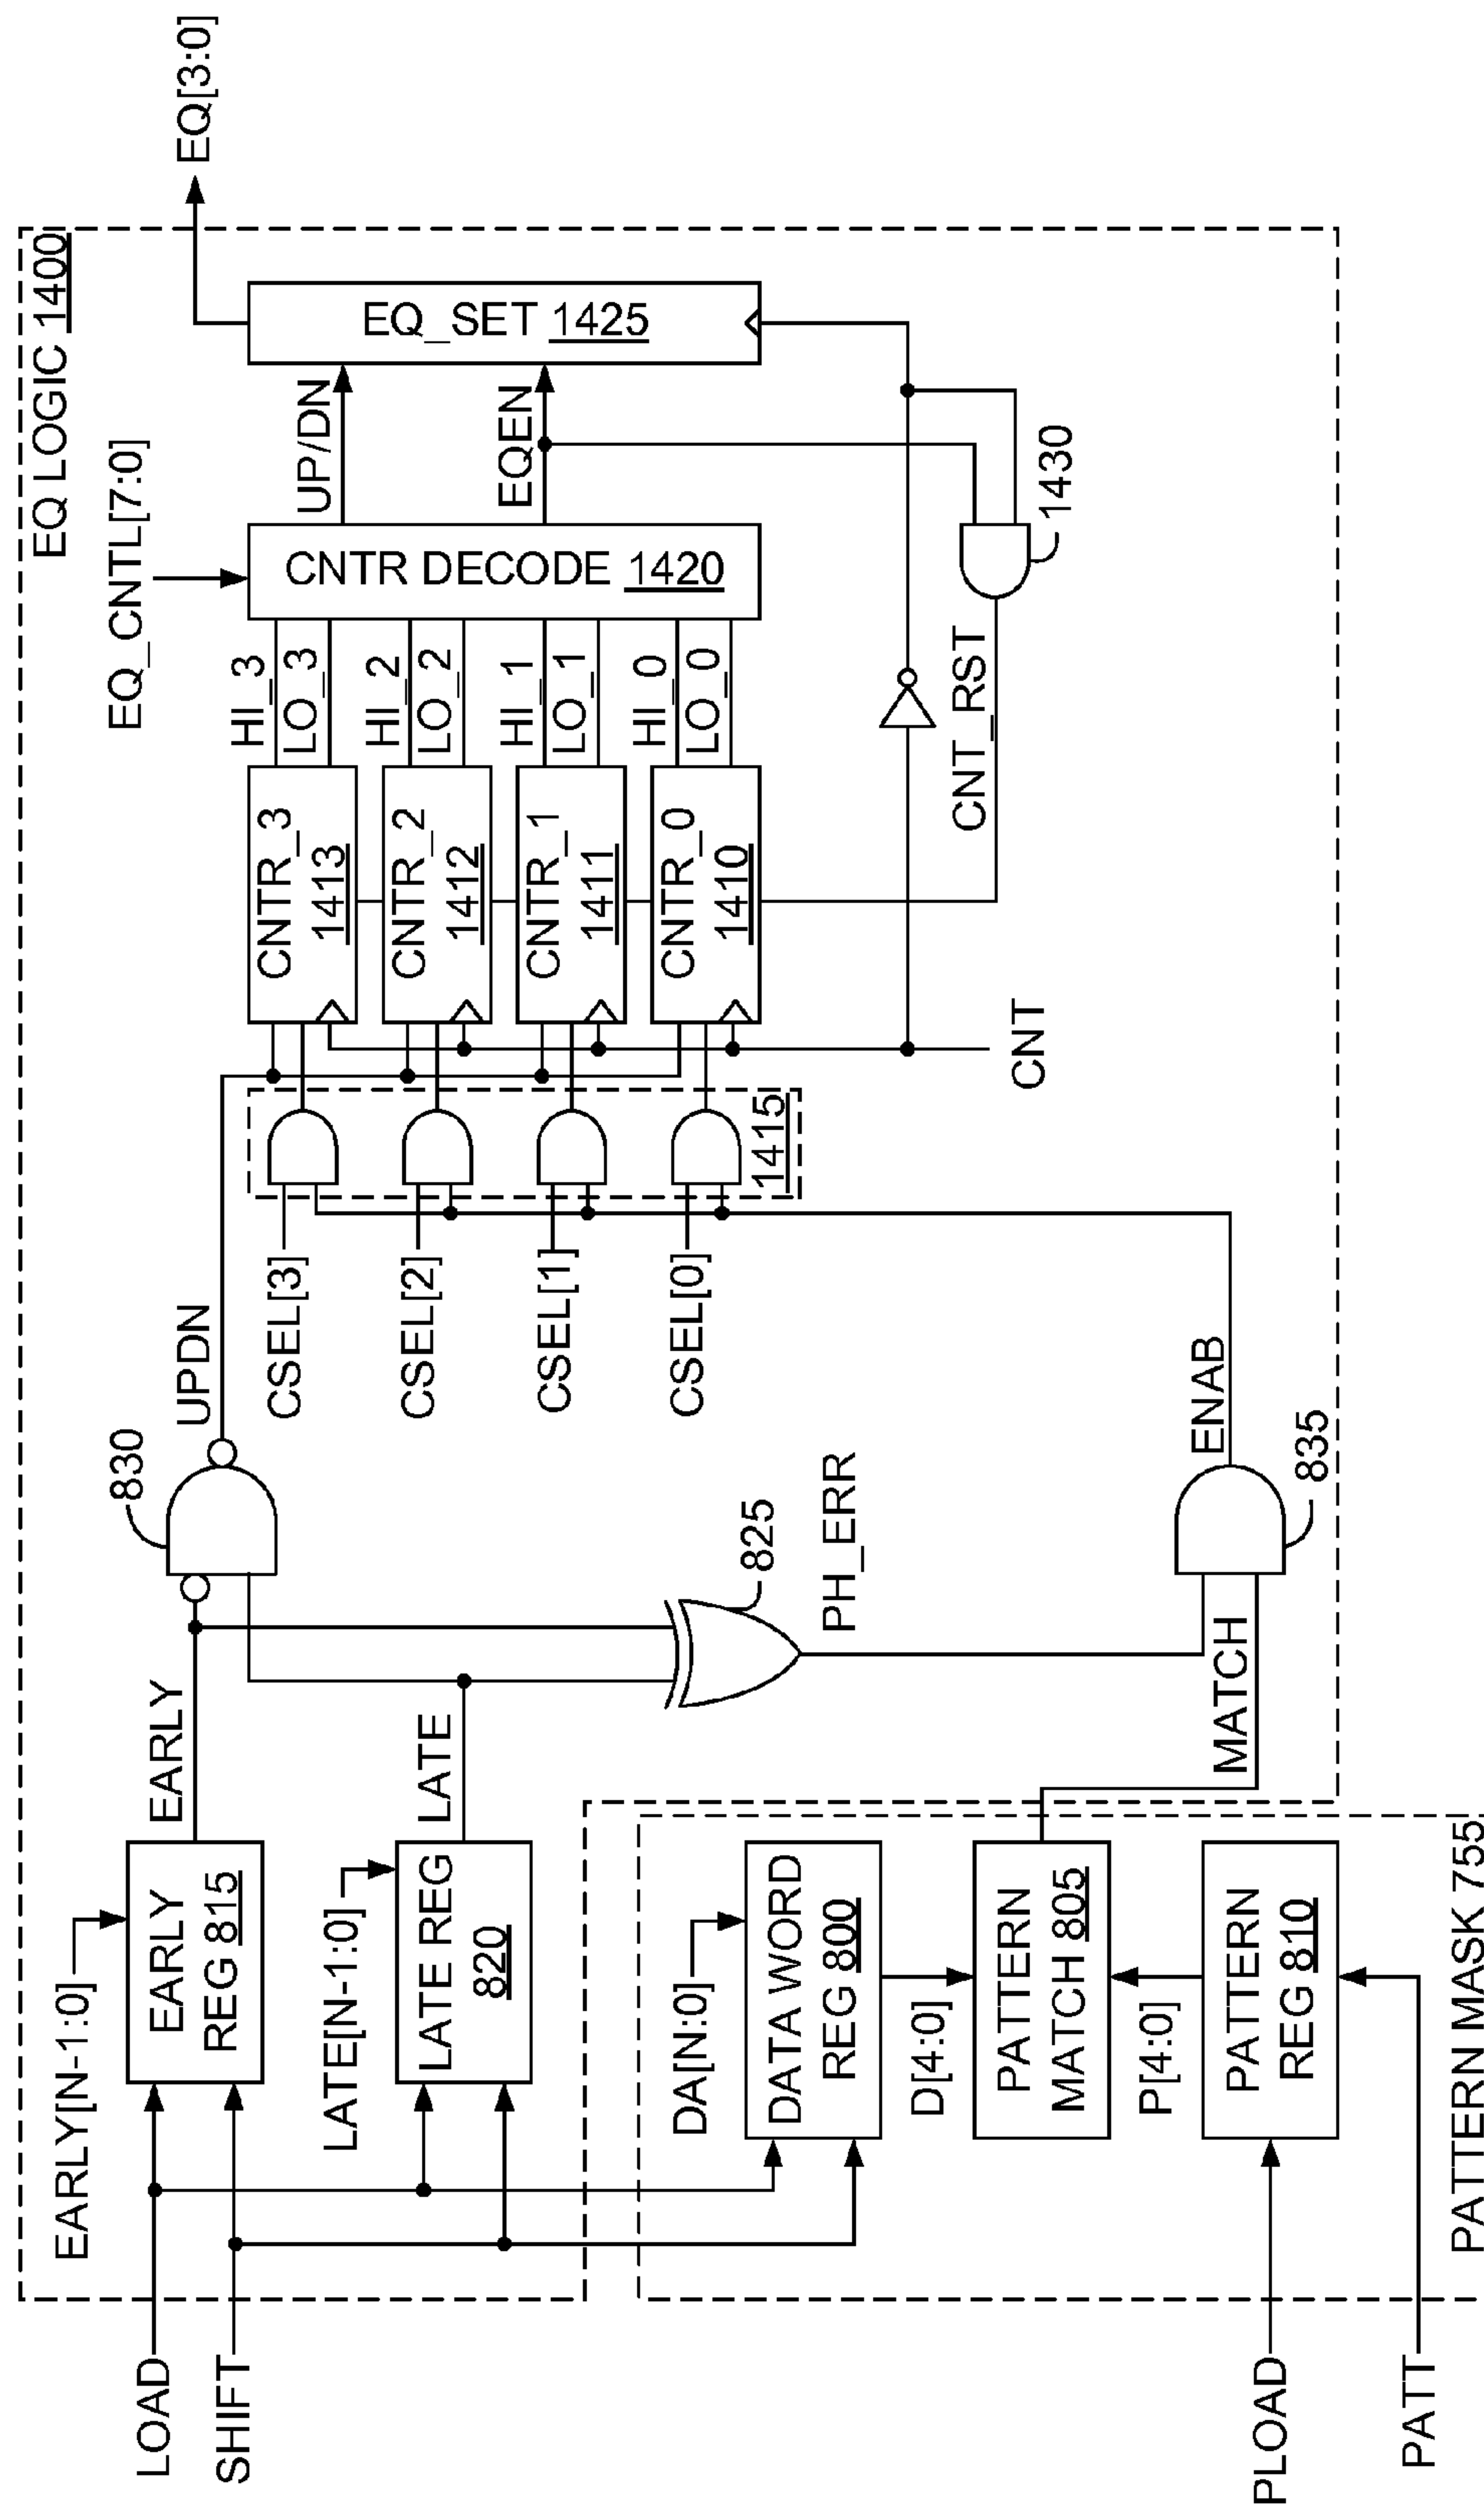 EQ LOGIC 1400
EQ[3:0]
EQ_CNTL[7:0]
LOAD
SHIFT
EARLY[N-1:0]
EARLY
REG 815
EARLY
830
UPDN
LATE[N-1:0]
LATE REG
820
LATE
825
PH_ERR
CSEL[3]
CSEL[2]
CSEL[1]
CSEL[0]
1415
CNTR_3
1413
CNTR_2
1412
CNTR_1
1411
CNTR_0
1410
HI_3
LO_3
HI_2
LO_2
HI_1
LO_1
HI_0
LO_0
CNTR DECODE 1420
UP/DN
EQEN
EQ_SET 1425
CNT
CNT_RST
1430
DA[N:0]
DATA WORD
REG 800
D[4:0]
PATTERN
MATCH 805
P[4:0]
PATTERN
REG 810
MATCH
835
ENAB
PLOAD
PATT
PATTERN MASK 755